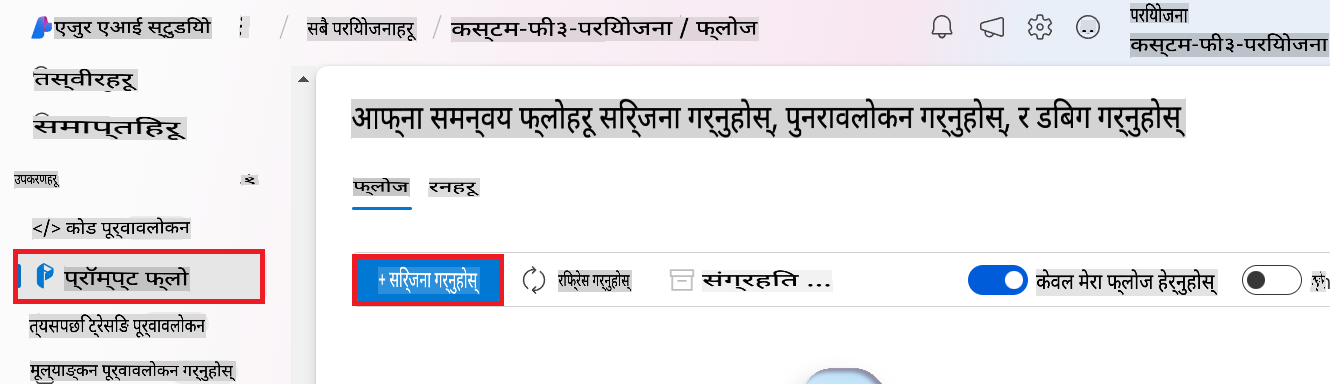 एजुर एआई स्टुडियो / सबै परियोजनाहरू / कस्टम-फी३-परियोजना / फ्लोज
परियोजना
कस्टम-फी३-परियोजना
तस्वीरहरू
समाप्तहिरू
आफ्ना समन्वय फ्लोहरू सिर्जना गर्नुहोस्, पुनरावलोकन गर्नुहोस्, र डिबग गर्नुहोस्
उपकरणहरू
फ्लोज रनहरू
</> कोड पूर्वावलोकन
प्रॉम्प्ट फ्लो
+ सिर्जना गर्नुहोस् रिफ्रेस गर्नुहोस् संग्रहति ... केवल मेरा फ्लोज हेर्नुहोस्
त्यसपछि ट्रेसिङ पूर्वावलोकन
मूल्याङ्कन पूर्वावलोकन गर्नुहोस्